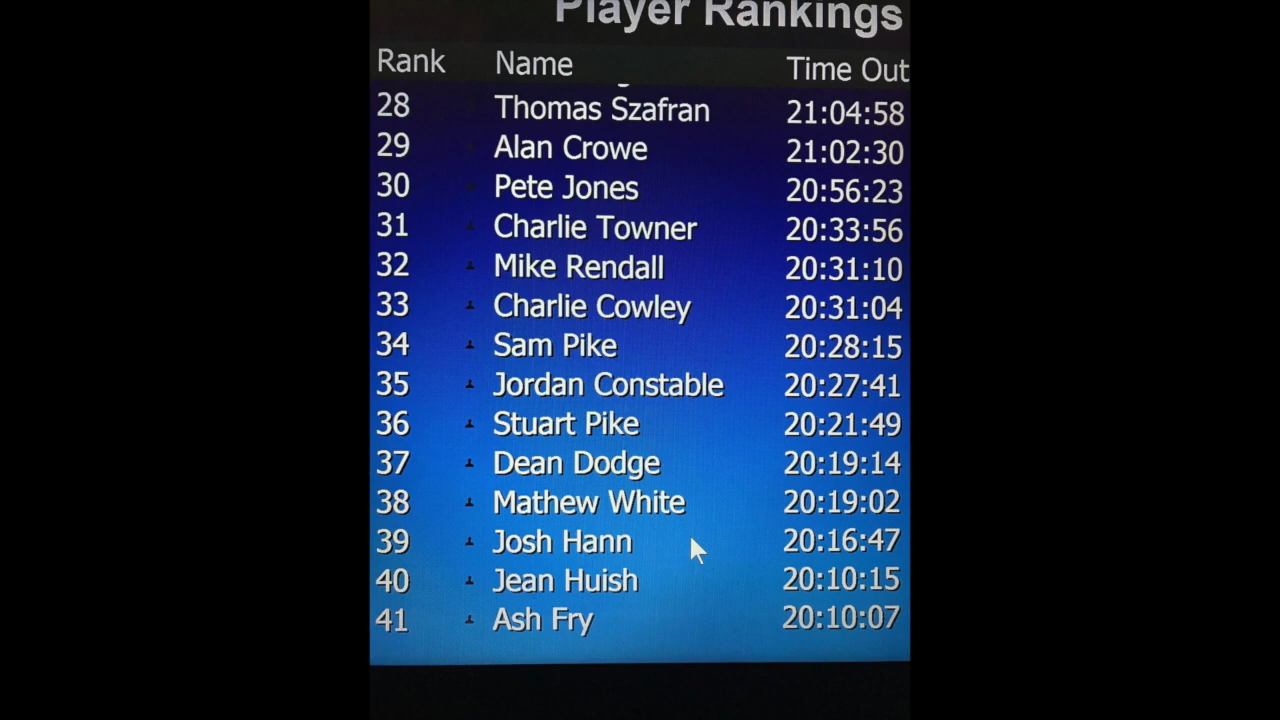 Player Rankings
Rank Name Time Out
28 Thomas Szafran 21:04:58
29 Alan Crowe 21:02:30
30 Pete Jones 20:56:23
31 Charlie Towner 20:33:56
32 Mike Rendall 20:31:10
33 Charlie Cowley 20:31:04
34 Sam Pike 20:28:15
35 Jordan Constable 20:27:41
36 Stuart Pike 20:21:49
37 Dean Dodge 20:19:14
38 Mathew White 20:19:02
39 Josh Hann 20:16:47
40 Jean Huish 20:10:15
41 Ash Fry 20:10:07